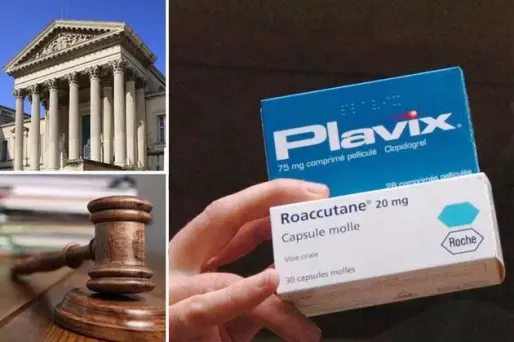 Plavix®
75 mg comprimé pelliculé Clopidogrel
28 comprimés pelliculés
Roaccutane® 20 mg
Capsule molle
Voie orale
Roche
30 capsules molles